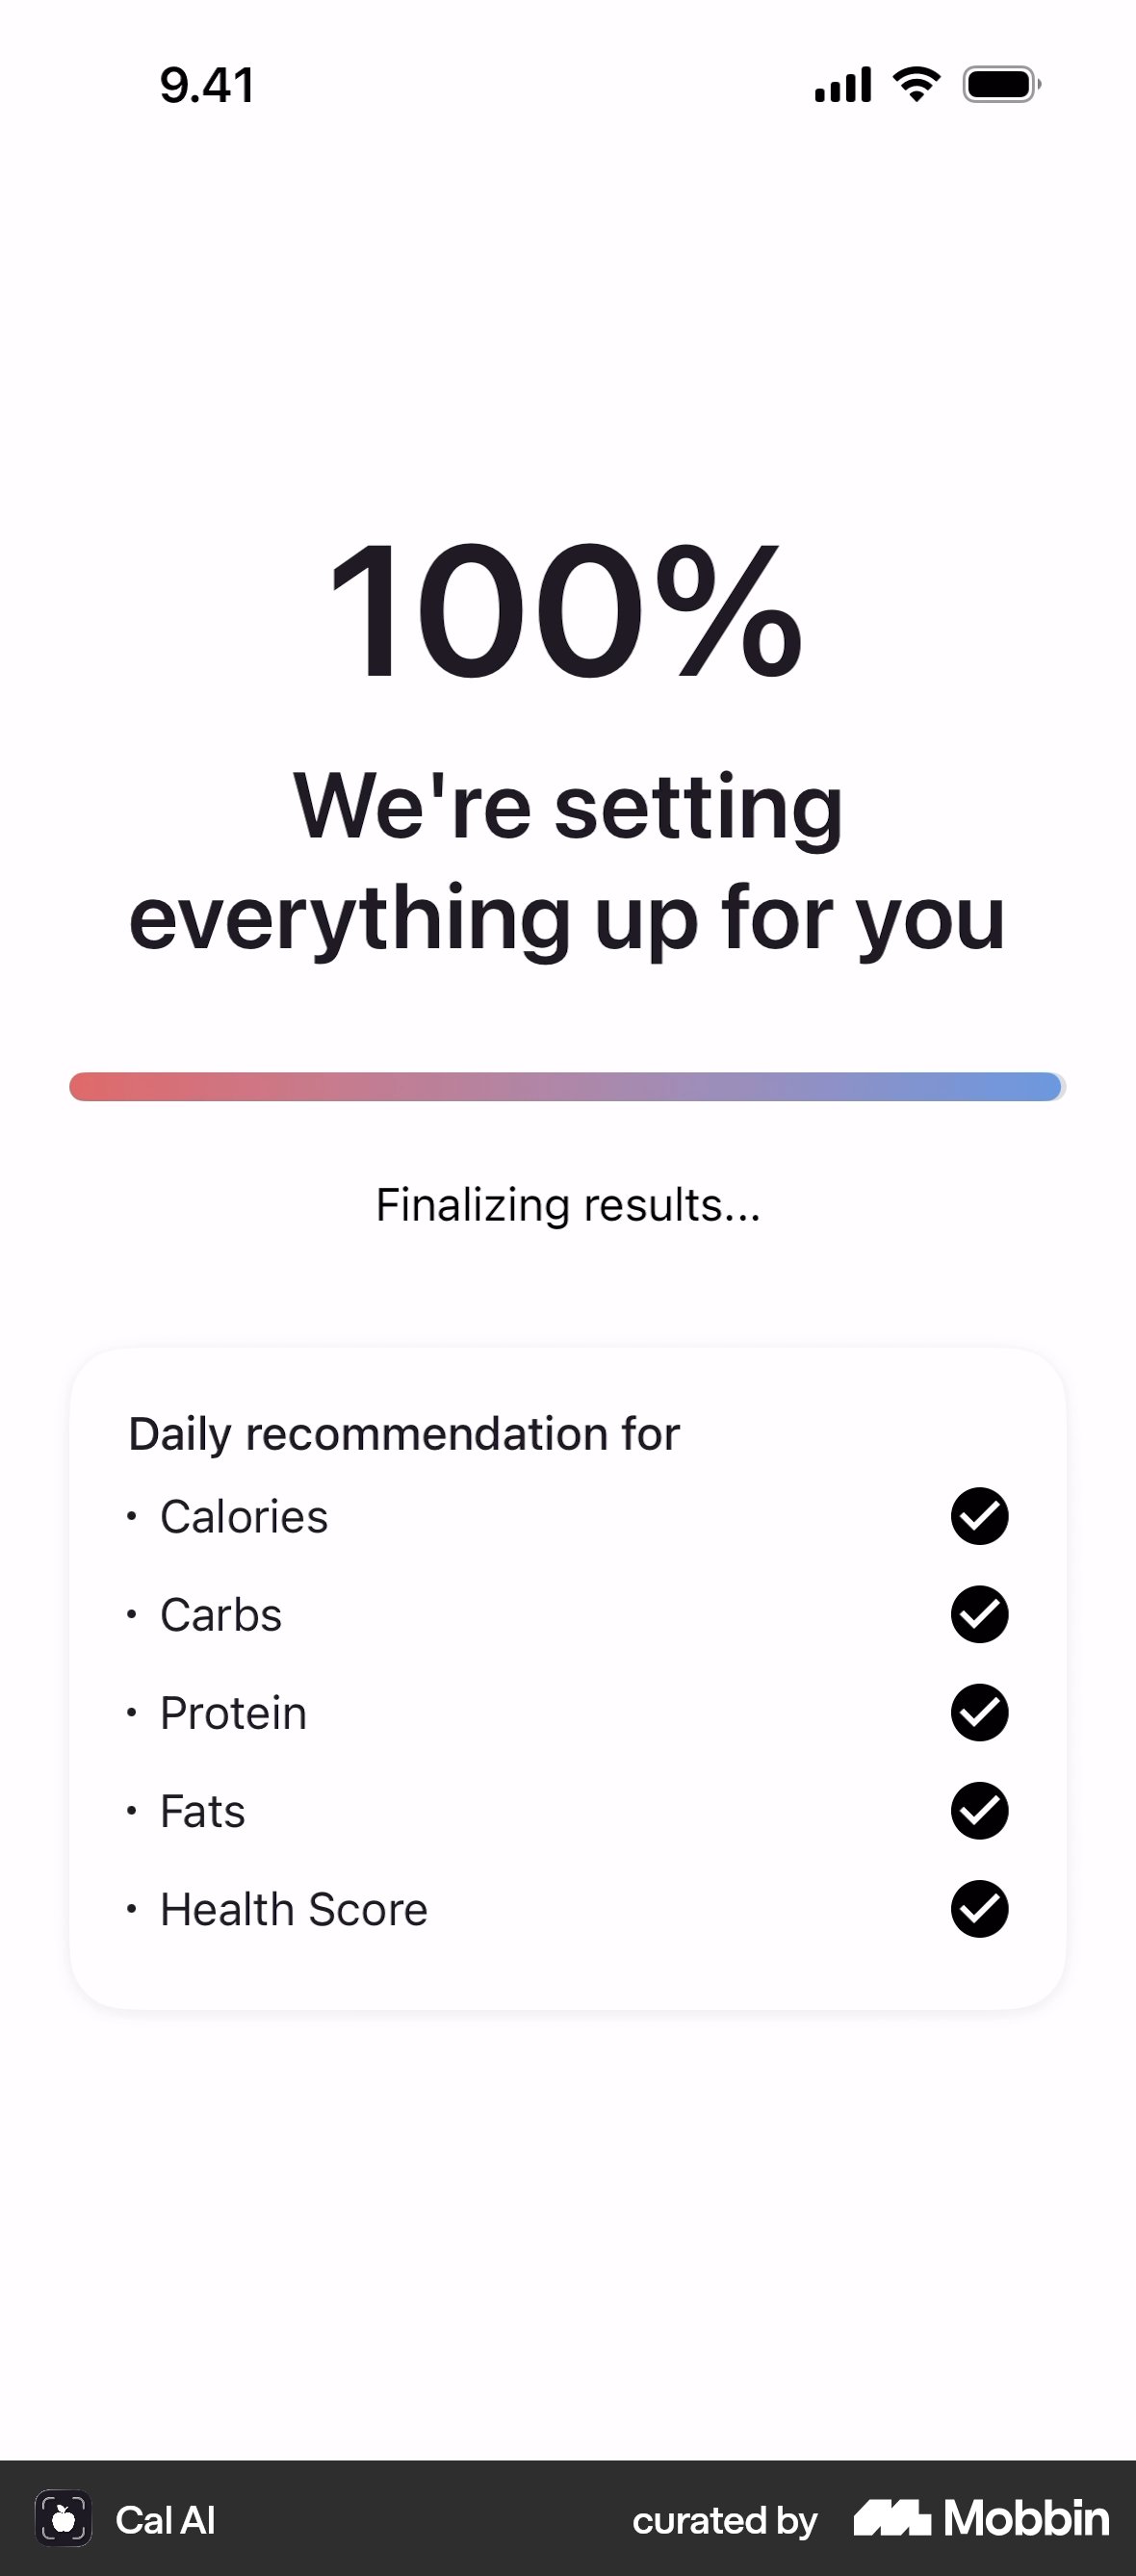 9.41
100%
We're setting
everything up for you
Finalizing results...
Daily recommendation for
• Calories
• Carbs
• Protein
• Fats
• Health Score
Cal AI
curated by Mobbin